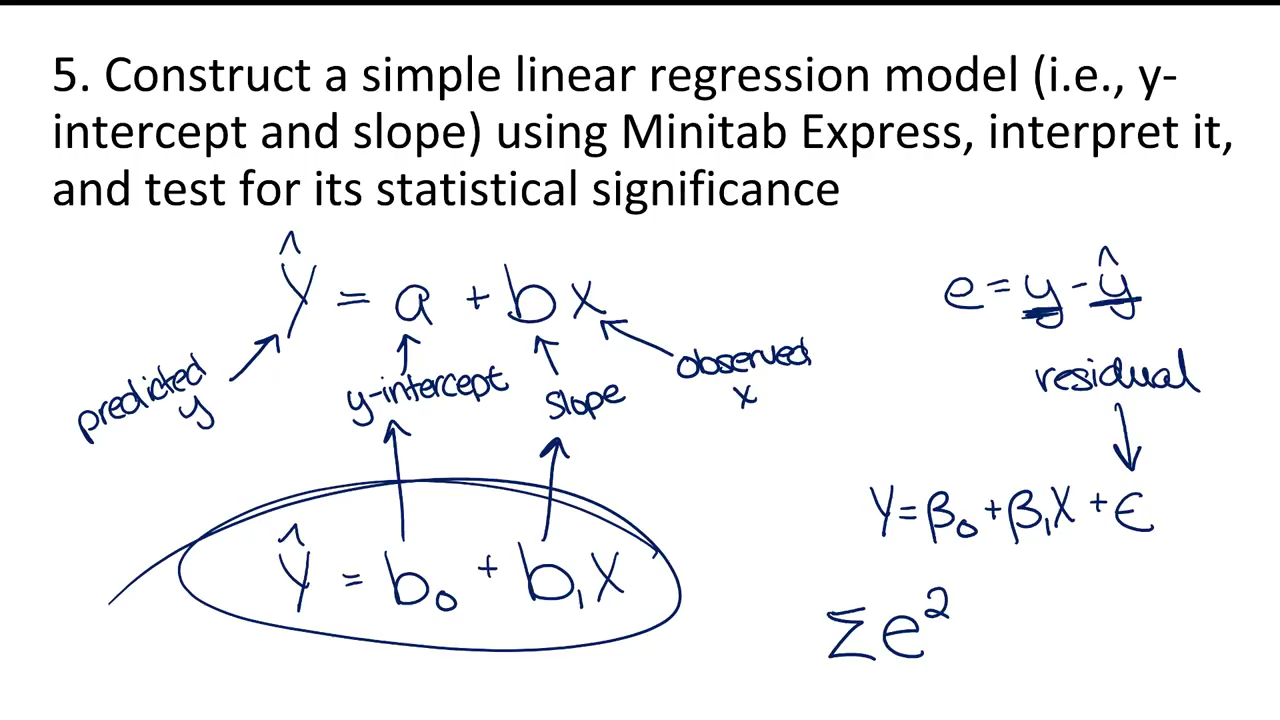 5. Construct a simple linear regression model (i.e., y-
intercept and slope) using Minitab Express, interpret it,
and test for its statistical significance
Ŷ = a + bx
e = y - ŷ
predicted y
y-intercept
slope
observed x
residual
Ŷ = b₀ + b₁X
Y = β₀ + β₁X + ϵ
Σe²